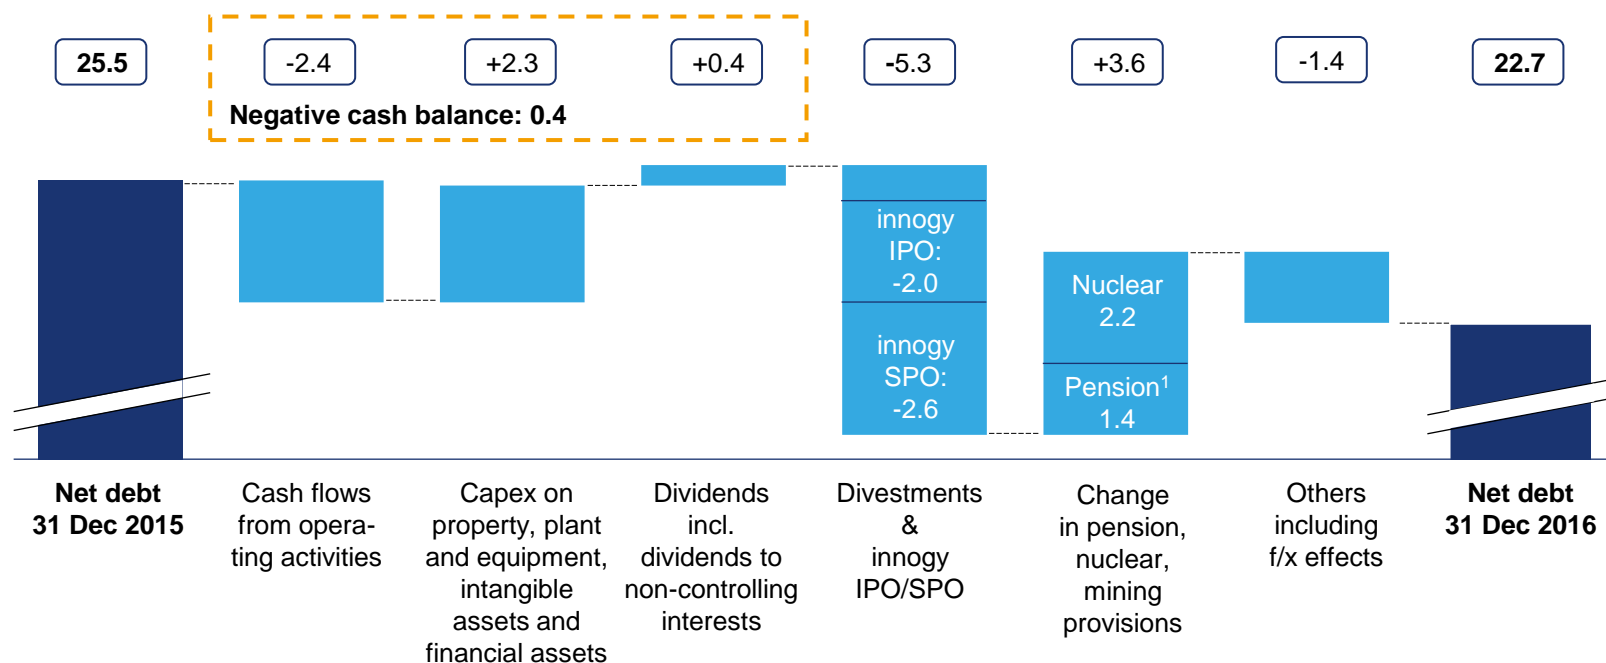 25.5
-2.4
+2.3
+0.4
-5.3
+3.6
-1.4
22.7
Negative cash balance: 0.4
innogy
IPO:
-2.0
innogy
SPO:
-2.6
Nuclear
2.2
Pension¹
1.4
Net debt
31 Dec 2015
Cash flows
from opera-
ting activities
Capex on
property, plant
and equipment,
intangible
assets and
financial assets
Dividends
incl.
dividends to
non-controlling
interests
Divestments
&
innogy
IPO/SPO
Change
in pension,
nuclear,
mining
provisions
Others
including
f/x effects
Net debt
31 Dec 2016